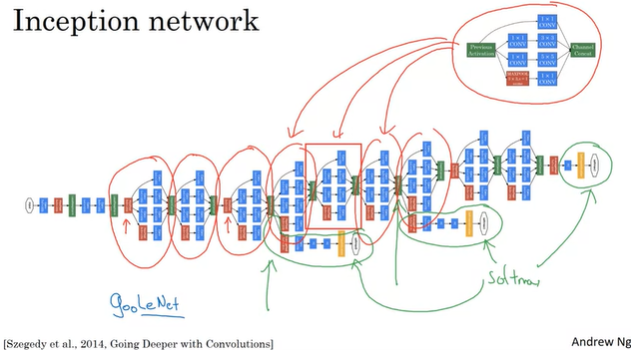 Inception network
1 × 1
CONV
1 × 1
CONV
3 × 3
CONV
Previous
Activation
Channel
Concat
1 × 1
CONV
5 × 5
CONV
MAXPOOL
1 × 1
CONV
softmax
gooLeNet
[Szegedy et al., 2014, Going Deeper with Convolutions]
Andrew Ng